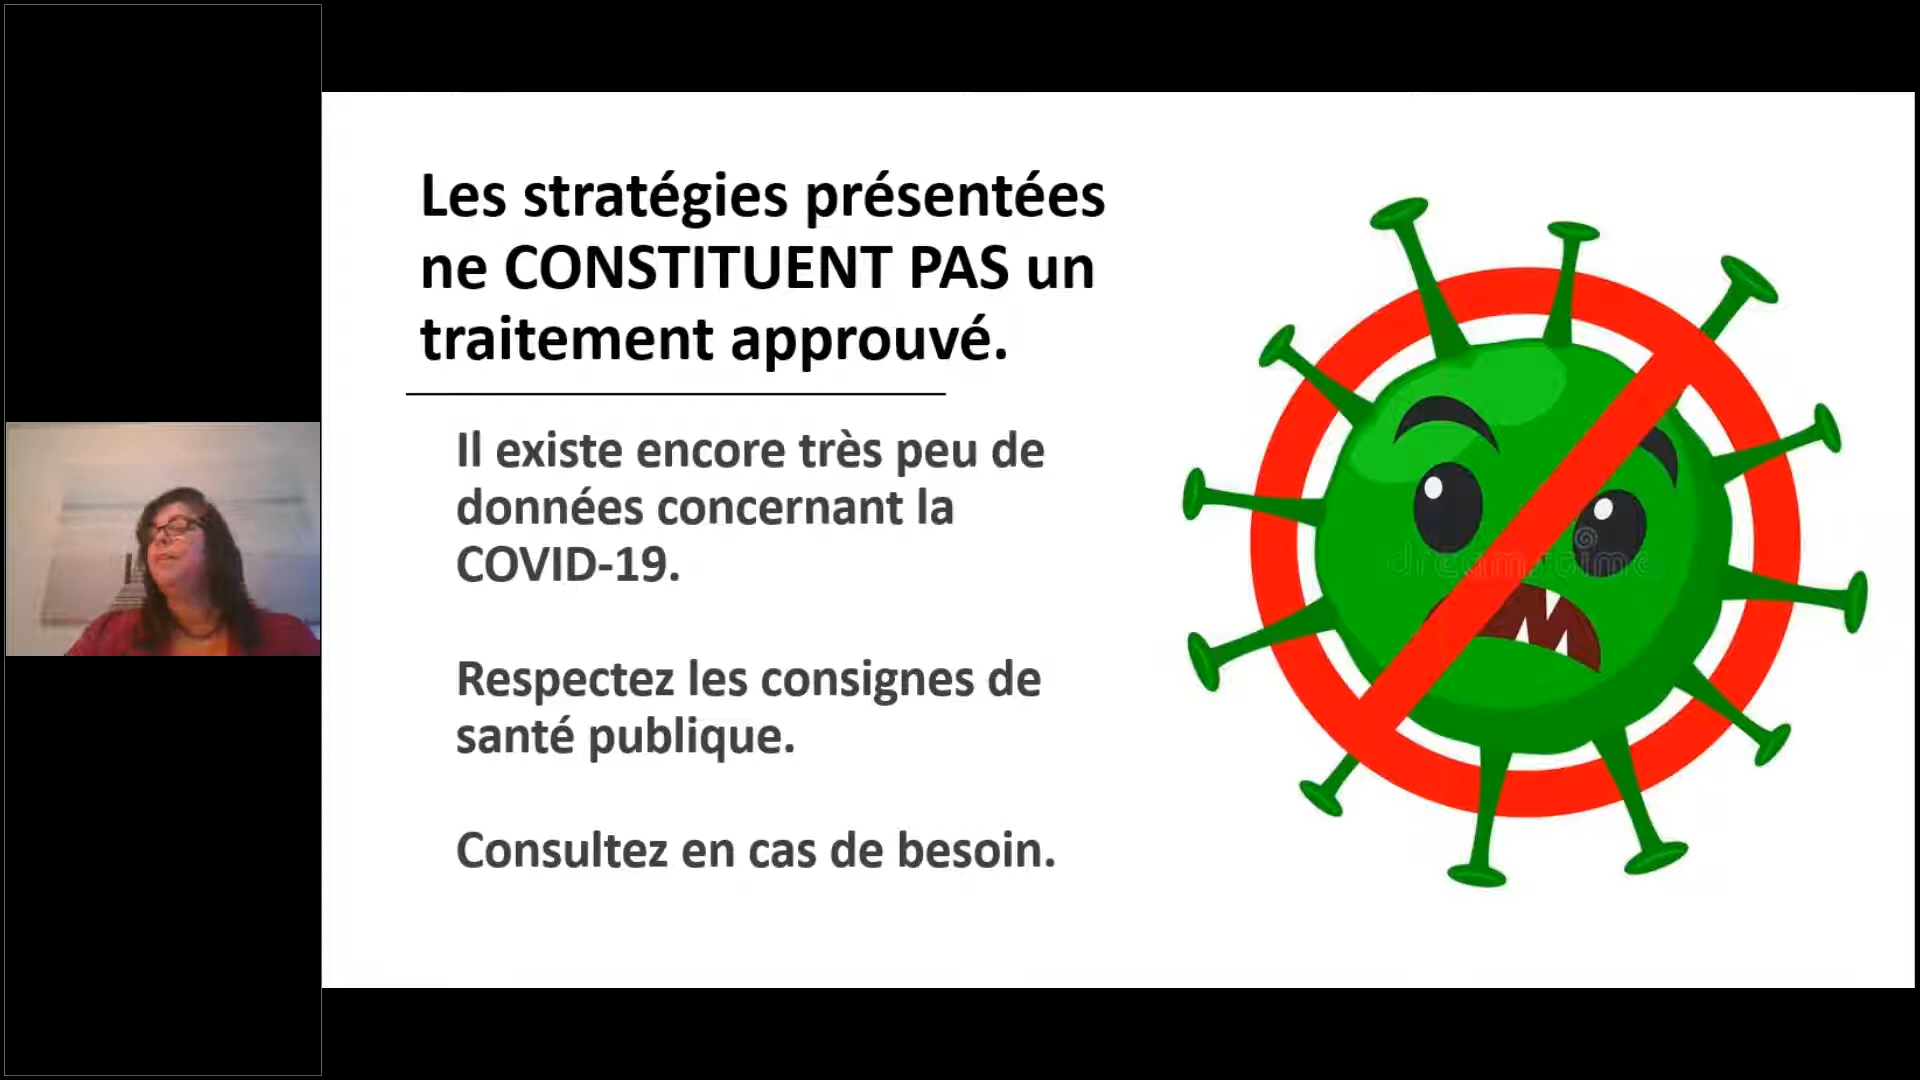 Les stratégies présentées
ne CONSTITUENT PAS un
traitement approuvé.
Il existe encore très peu de
données concernant la
COVID-19.
Respectez les consignes de
santé publique.
Consultez en cas de besoin.
dreamstime